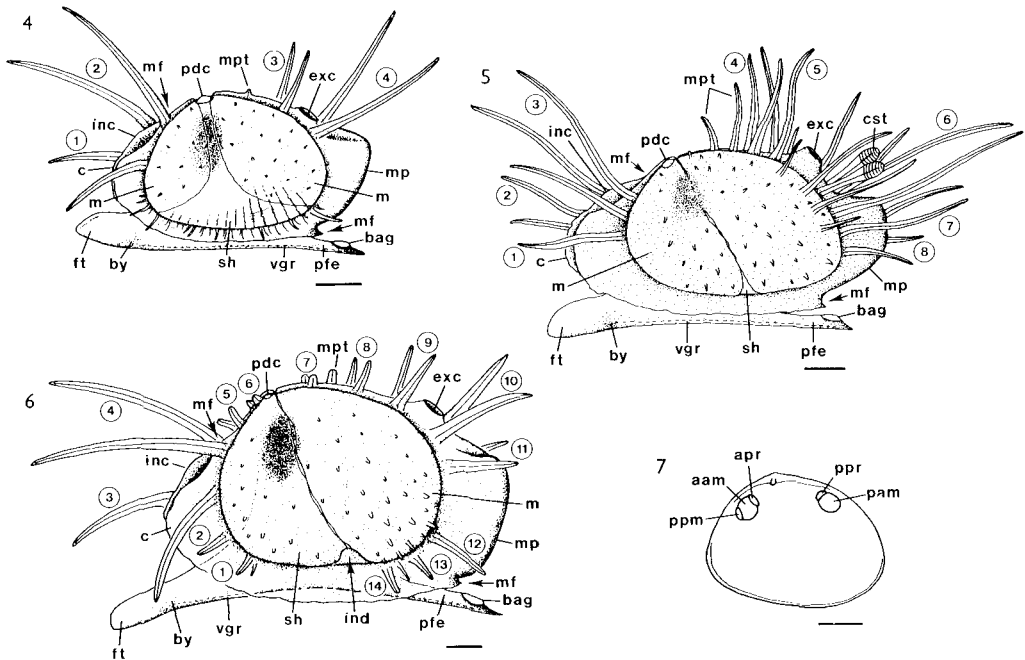 4
2
mf
pdc
mpt
3
exc
4
inc
1
c
m
m
mp
mf
bag
ft
by
sh
vgr
pfe
5
4
mpt
5
3
exc
cst
6
inc
pdc
mf
2
7
1
c
8
m
mp
mf
bag
ft
by
vgr
sh
pfe
6
mpt
8
9
7
pdc
6
exc
10
5
4
mf
11
inc
3
m
c
mp
2
12
1
13
mf
14
bag
sh
ind
pfe
vgr
by
ft
7
apr
ppr
aam
pam
ppm